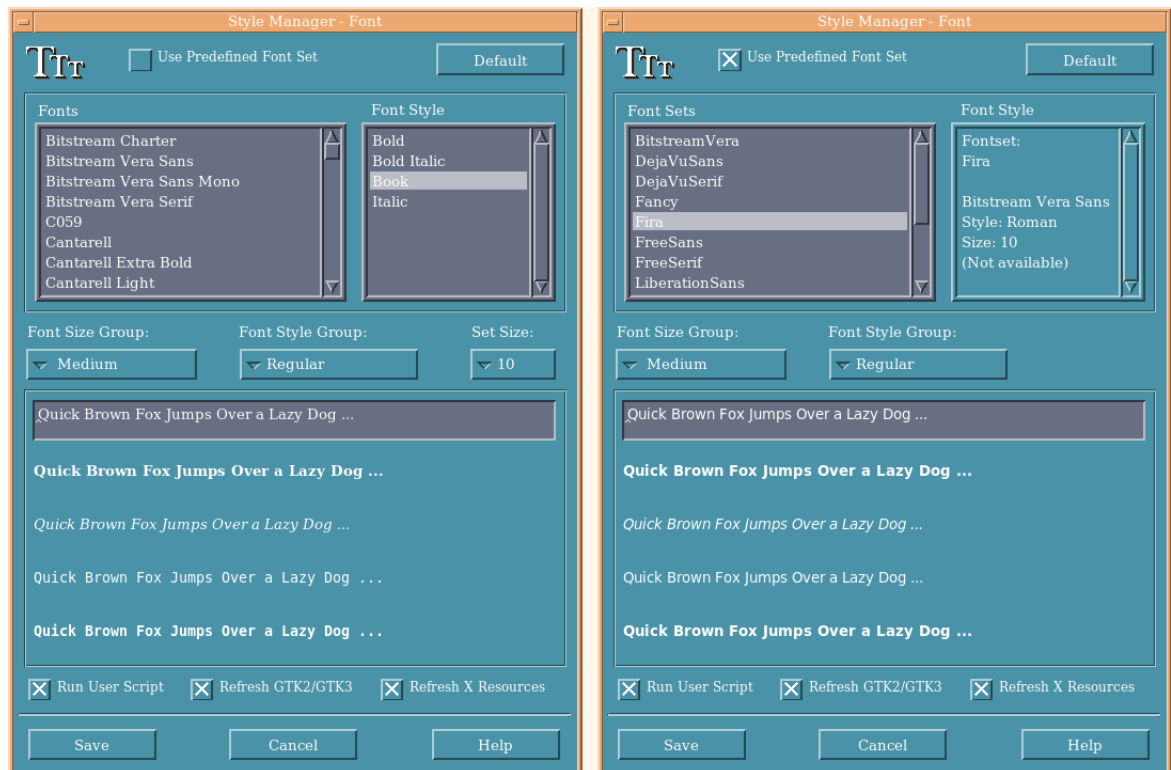 Style Manager - Font
TTT
Use Predefined Font Set
Default
Fonts
Font Style
Bitstream Charter
Bitstream Vera Sans
Bitstream Vera Sans Mono
Bitstream Vera Serif
C059
Cantarell
Cantarell Extra Bold
Cantarell Light
Bold
Bold Italic
Book
Italic
Font Size Group:
Font Style Group:
Set Size:
Medium
Regular
10
Quick Brown Fox Jumps Over a Lazy Dog ...
Quick Brown Fox Jumps Over a Lazy Dog ...
Quick Brown Fox Jumps Over a Lazy Dog ...
Quick Brown Fox Jumps Over a Lazy Dog ...
Quick Brown Fox Jumps Over a Lazy Dog ...
Run User Script
Refresh GTK2/GTK3
Refresh X Resources
Save
Cancel
Help
Style Manager - Font
TTT
Use Predefined Font Set
Default
Font Sets
Font Style
BitstreamVera
DejaVuSans
DejaVuSerif
Fancy
Fira
FreeSans
FreeSerif
LiberationSans
Fontset:
Fira
Bitstream Vera Sans
Style: Roman
Size: 10
(Not available)
Font Size Group:
Font Style Group:
Medium
Regular
Quick Brown Fox Jumps Over a Lazy Dog ...
Quick Brown Fox Jumps Over a Lazy Dog ...
Quick Brown Fox Jumps Over a Lazy Dog ...
Quick Brown Fox Jumps Over a Lazy Dog ...
Quick Brown Fox Jumps Over a Lazy Dog ...
Run User Script
Refresh GTK2/GTK3
Refresh X Resources
Save
Cancel
Help